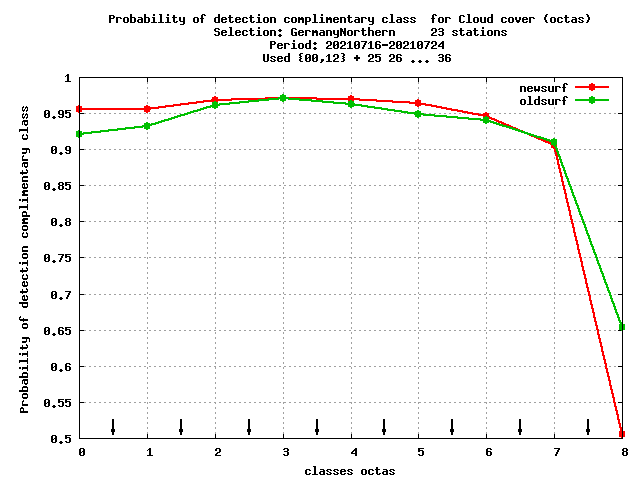 Probability of detection complimentary class  for Cloud cover (octas)
Selection: GermanyNorthern     23 stations
Period: 20210716-20210724
Used {00,12} + 25 26 ... 36
newsurf
oldsurf
Probability of detection complimentary class
1
0.95
0.9
0.85
0.8
0.75
0.7
0.65
0.6
0.55
0.5
0 1 2 3 4 5 6 7 8
classes octas